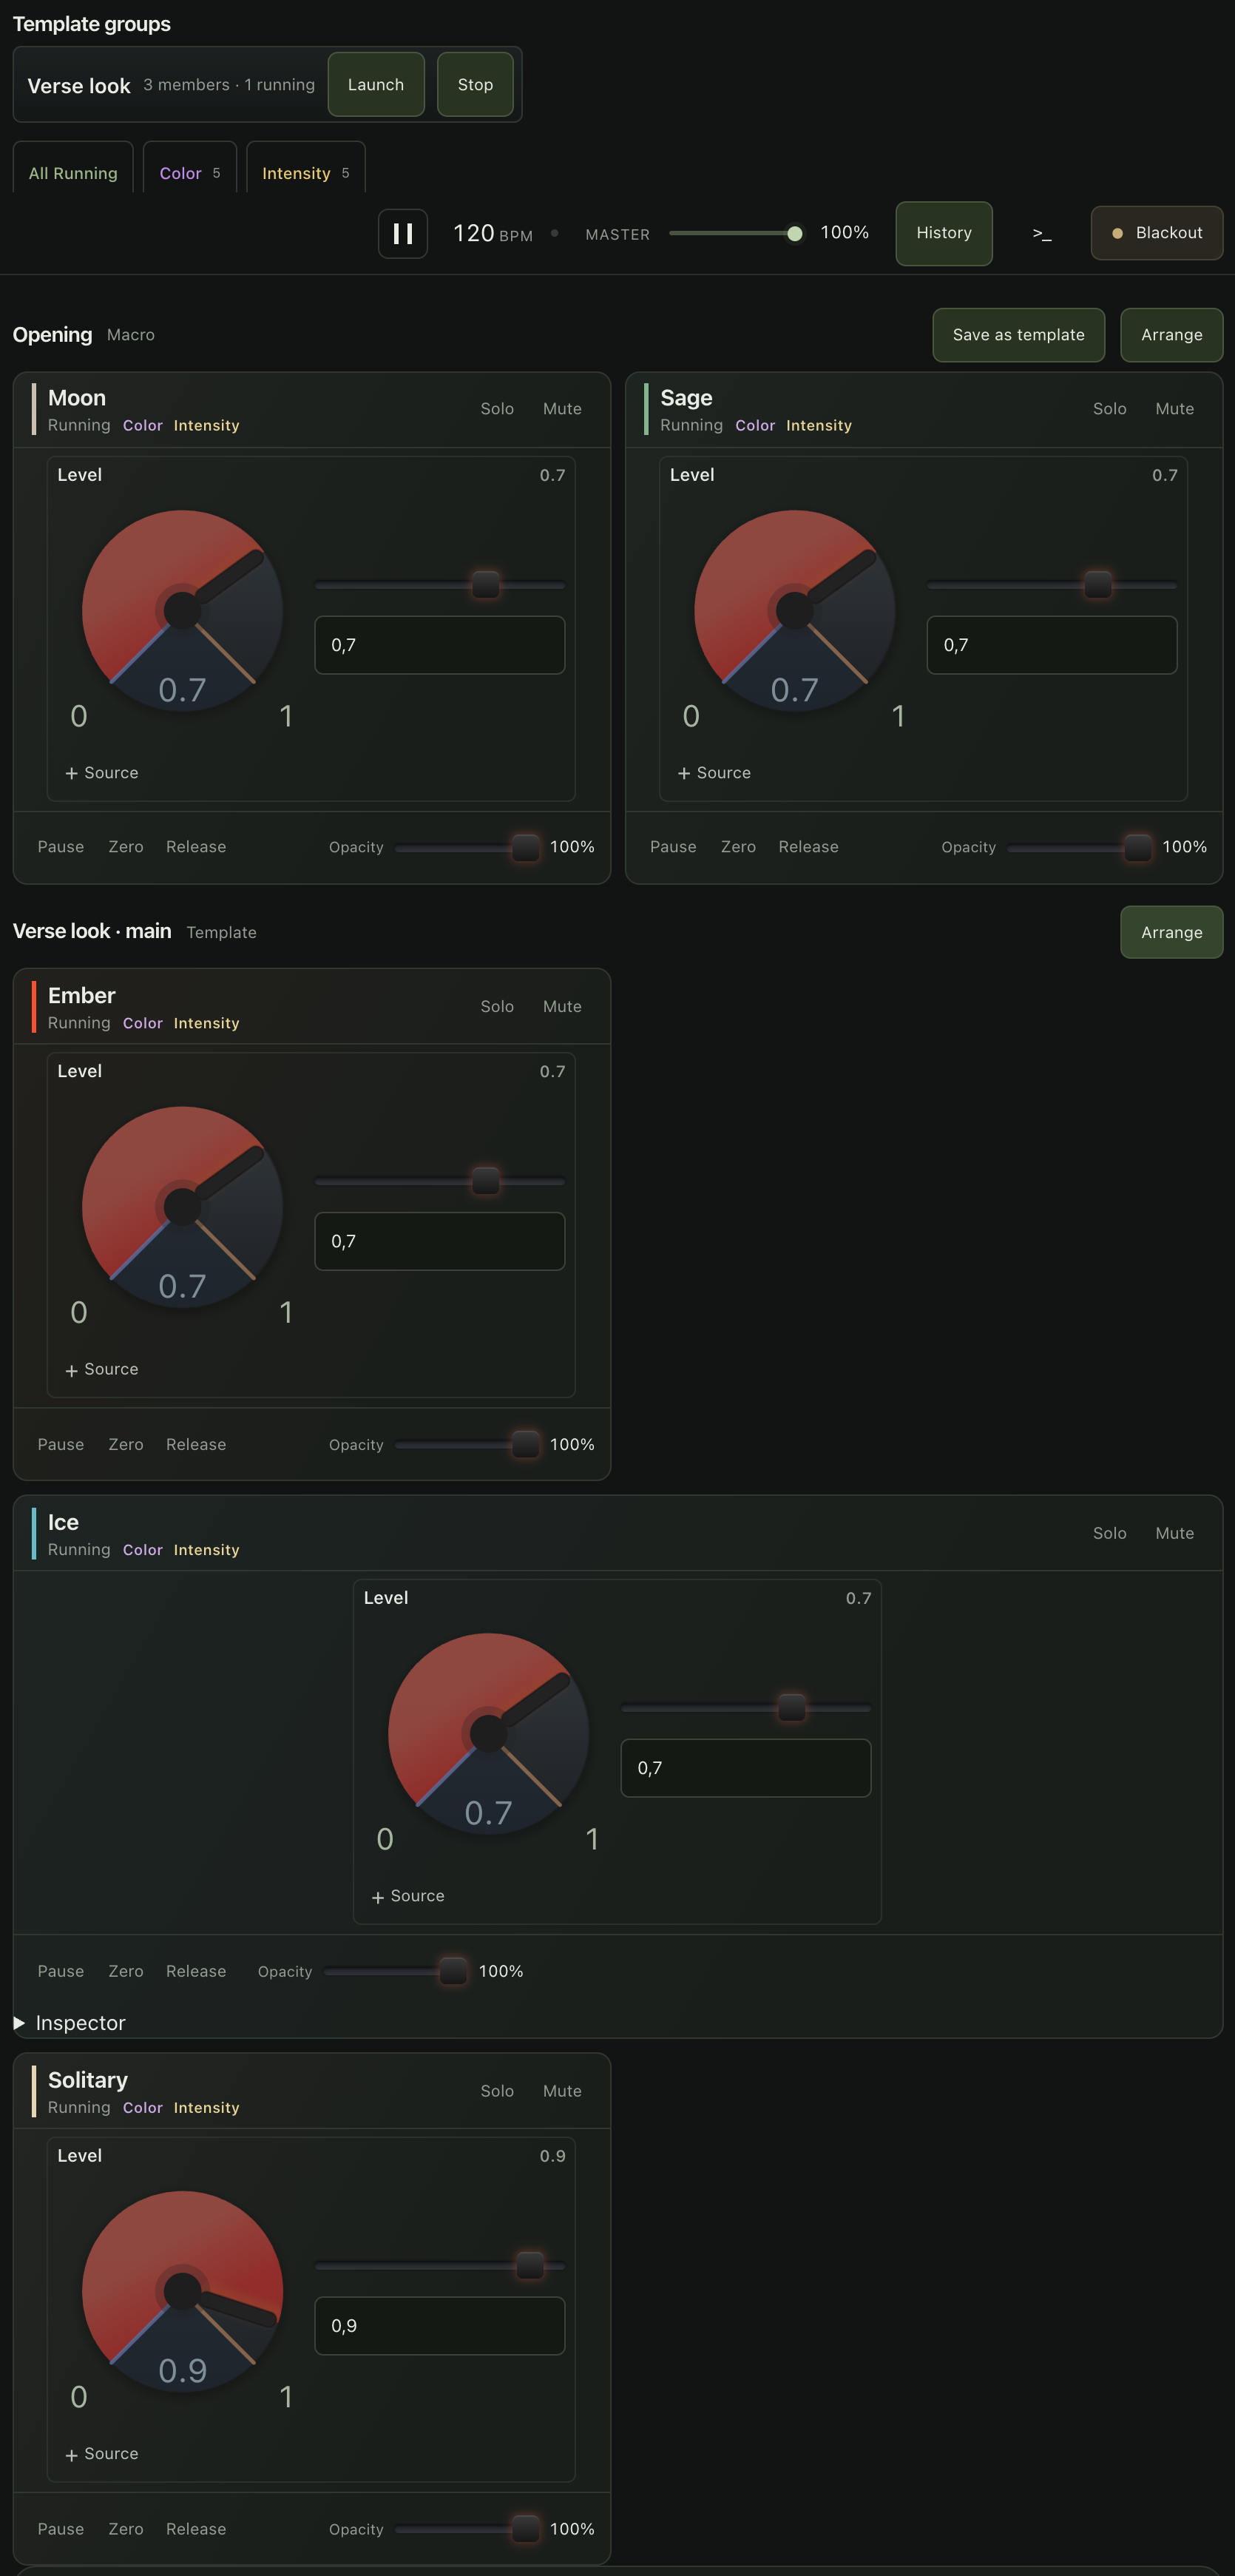 Template groups
Verse look 3 members · 1 running Launch Stop
All Running Color 5 Intensity 5
120 BPM MASTER 100% History >_ Blackout
Opening Macro Save as template Arrange
Moon Solo Mute
Running Color Intensity
Level 0.7
0,7
0.7
0 1
+ Source
Pause Zero Release Opacity 100%
Sage Solo Mute
Running Color Intensity
Level 0.7
0,7
0.7
0 1
+ Source
Pause Zero Release Opacity 100%
Verse look · main Template Arrange
Ember Solo Mute
Running Color Intensity
Level 0.7
0,7
0.7
0 1
+ Source
Pause Zero Release Opacity 100%
Ice Solo Mute
Running Color Intensity
Level 0.7
0,7
0.7
0 1
+ Source
Pause Zero Release Opacity 100%
Inspector
Solitary Solo Mute
Running Color Intensity
Level 0.9
0,9
0.9
0 1
+ Source
Pause Zero Release Opacity 100%